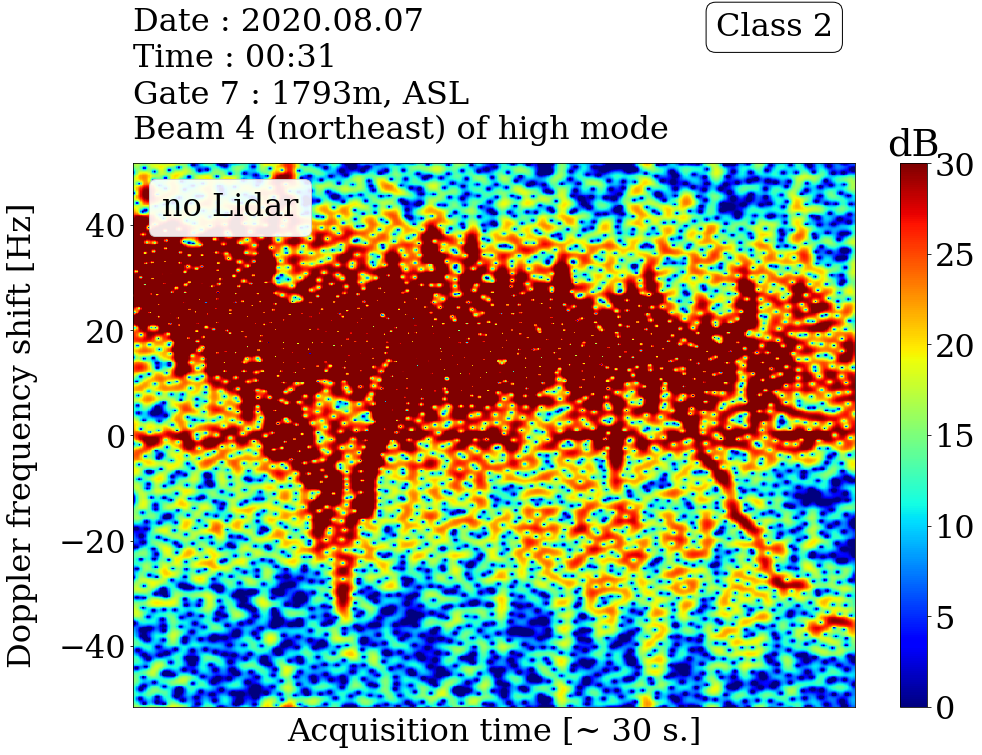 Date : 2020.08.07
Time : 00:31
Gate 7 : 1793m, ASL
Beam 4 (northeast) of high mode
Class 2
dB
no Lidar
Doppler frequency shift [Hz]
40
20
0
−20
−40
30
25
20
15
10
5
0
Acquisition time [~ 30 s.]